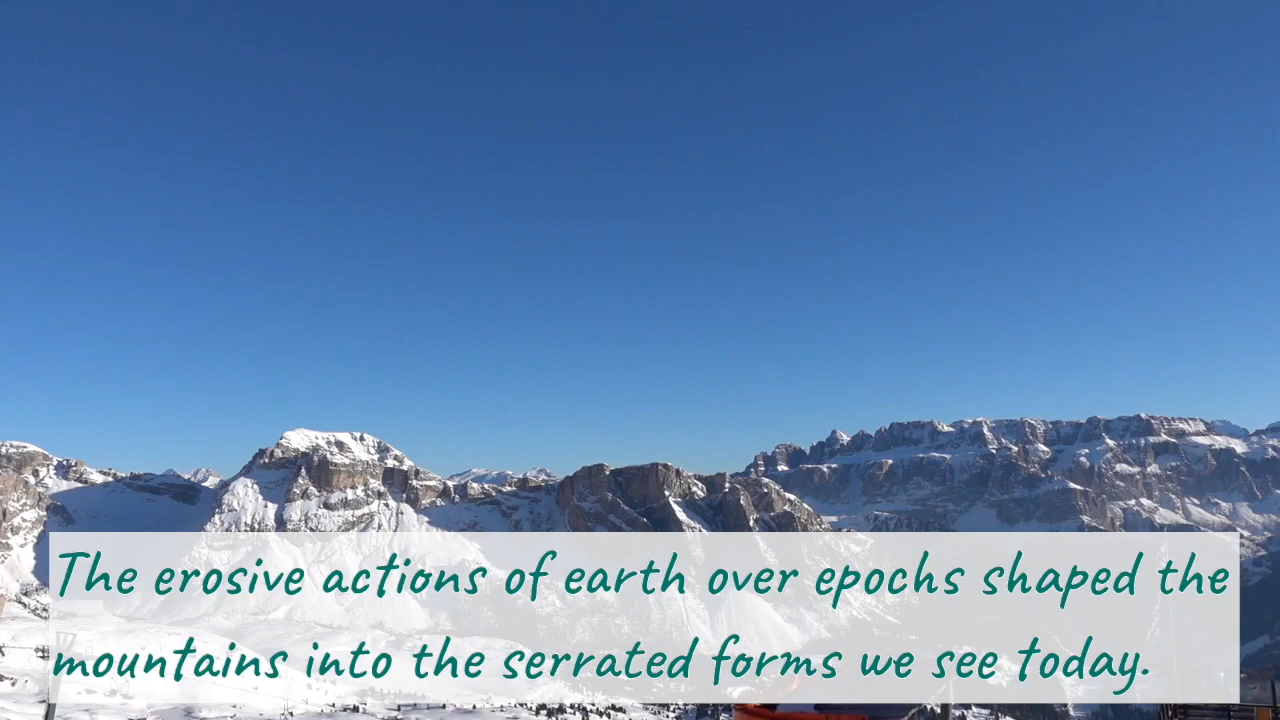 The erosive actions of earth over epochs shaped the
mountains into the serrated forms we see today.